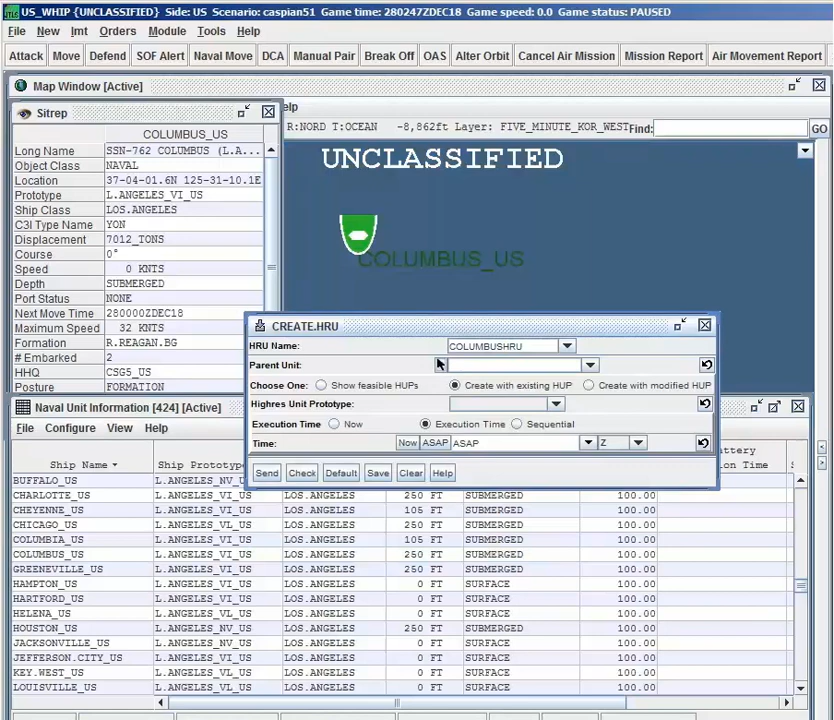 US_WHIP {UNCLASSIFIED} Side: US Scenario: caspian51 Game time: 280247ZDEC18 Game speed: 0.0 Game status: PAUSED
File New Jmt Orders Module Tools Help
Attack Move Defend SOF Alert Naval Move DCA Manual Pair Break Off OAS Alter Orbit Cancel Air Mission Mission Report Air Movement Report
Map Window [Active]
Sitrep
elp
R:NORD T:OCEAN -8,862ft Layer: FIVE_MINUTE_KOR_WEST Find: GO
UNCLASSIFIED
COLUMBUS_US
COLUMBUS_US
Long Name SSN-762 COLUMBUS (L.A...
Object Class NAVAL
Location 37-04-01.6N 125-31-10.1E
Prototype L.ANGELES_VI_US
Ship Class LOS.ANGELES
C3I Type Name YON
Displacement 7012_TONS
Course 0°
Speed 0 KNTS
Depth SUBMERGED
Port Status NONE
Next Move Time 280000ZDEC18
Maximum Speed 32 KNTS
Formation R.REAGAN.BG
# Embarked 2
HHQ CSG5_US
Posture FORMATION
CREATE.HRU
HRU Name: COLUMBUSHRU
Parent Unit:
Choose One: Show feasible HUPs Create with existing HUP Create with modified HUP
Highres Unit Prototype:
Execution Time Now Execution Time Sequential
Time: Now ASAP ASAP Z
Send Check Default Save Clear Help
Naval Unit Information [424] [Active]
File Configure View Help
Ship Name Ship Prototyp
ttery
on Time
BUFFALO_US L.ANGELES_NV_US
CHARLOTTE_US L.ANGELES_VI_US LOS.ANGELES 250 FT SUBMERGED 100.00
CHEYENNE_US L.ANGELES_VI_US LOS.ANGELES 105 FT SUBMERGED 100.00
CHICAGO_US L.ANGELES_VL_US LOS.ANGELES 250 FT SUBMERGED 100.00
COLUMBIA_US L.ANGELES_VI_US LOS.ANGELES 105 FT SUBMERGED 100.00
COLUMBUS_US L.ANGELES_VI_US LOS.ANGELES 250 FT SUBMERGED 100.00
GREENEVILLE_US L.ANGELES_VI_US LOS.ANGELES 250 FT SUBMERGED 100.00
HAMPTON_US L.ANGELES_VI_US LOS.ANGELES 0 FT SURFACE 100.00
HARTFORD_US L.ANGELES_VI_US LOS.ANGELES 0 FT SURFACE 100.00
HELENA_US L.ANGELES_VL_US LOS.ANGELES 0 FT SURFACE 100.00
HOUSTON_US L.ANGELES_VL_US LOS.ANGELES 250 FT SUBMERGED 100.00
JACKSONVILLE_US L.ANGELES_NV_US LOS.ANGELES 0 FT SURFACE 100.00
JEFFERSON.CITY_US L.ANGELES_VI_US LOS.ANGELES 0 FT SURFACE 100.00
KEY.WEST_US L.ANGELES_VL_US LOS.ANGELES 0 FT SURFACE 100.00
LOUISVILLE_US L.ANGELES_VL_US LOS.ANGELES 0 FT SURFACE 100.00